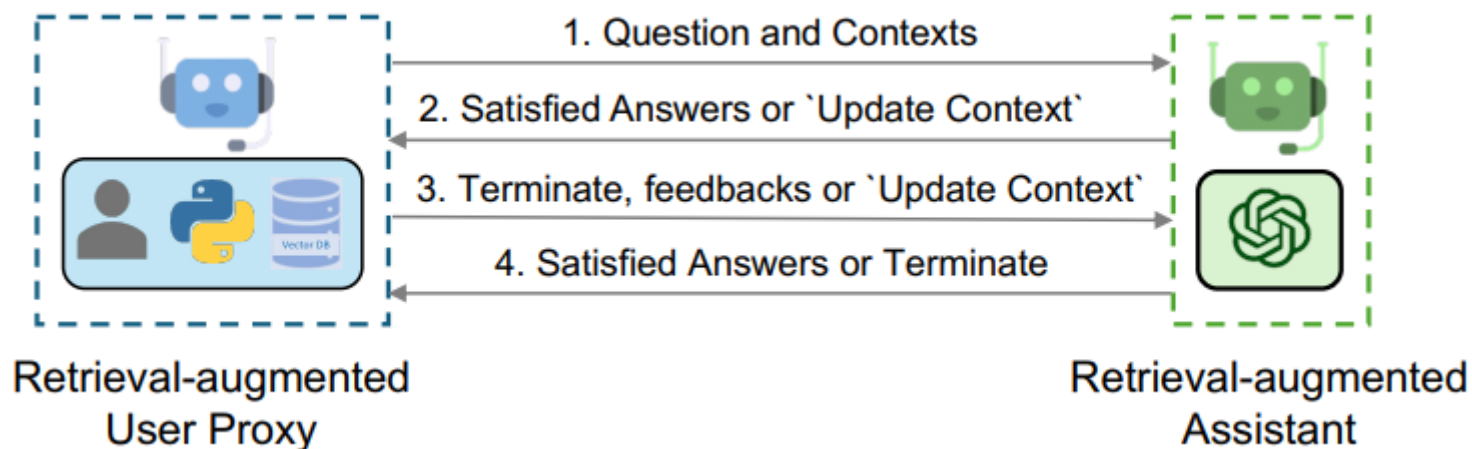 1. Question and Contexts
2. Satisfied Answers or `Update Context`
3. Terminate, feedbacks or `Update Context`
4. Satisfied Answers or Terminate
Vector DB
Retrieval-augmented
User Proxy
Retrieval-augmented
Assistant